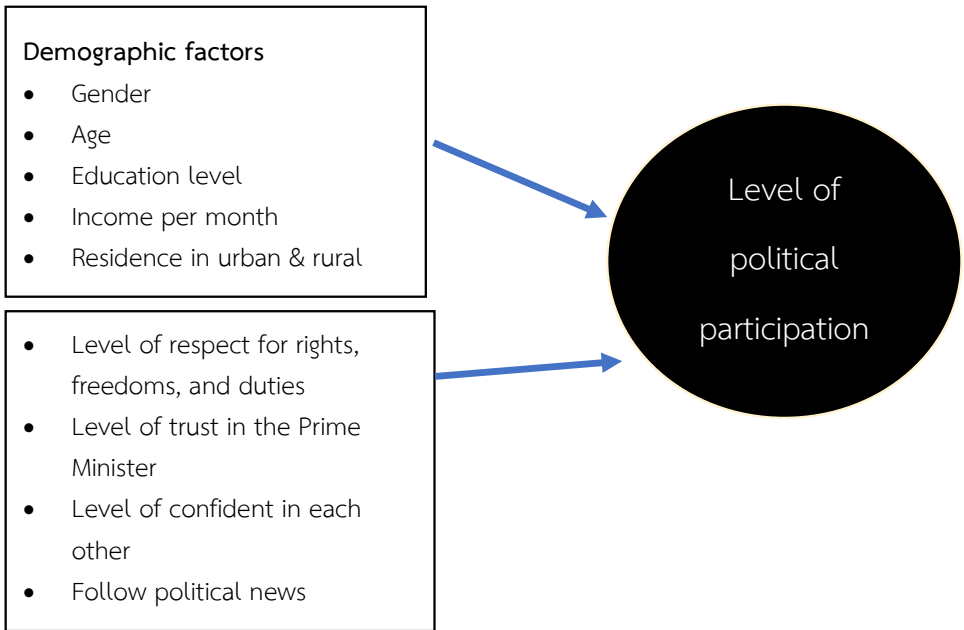 Demographic factors
• Gender
• Age
• Education level
• Income per month
• Residence in urban & rural
• Level of respect for rights,
freedoms, and duties
• Level of trust in the Prime
Minister
• Level of confident in each
other
• Follow political news
Level of
political
participation